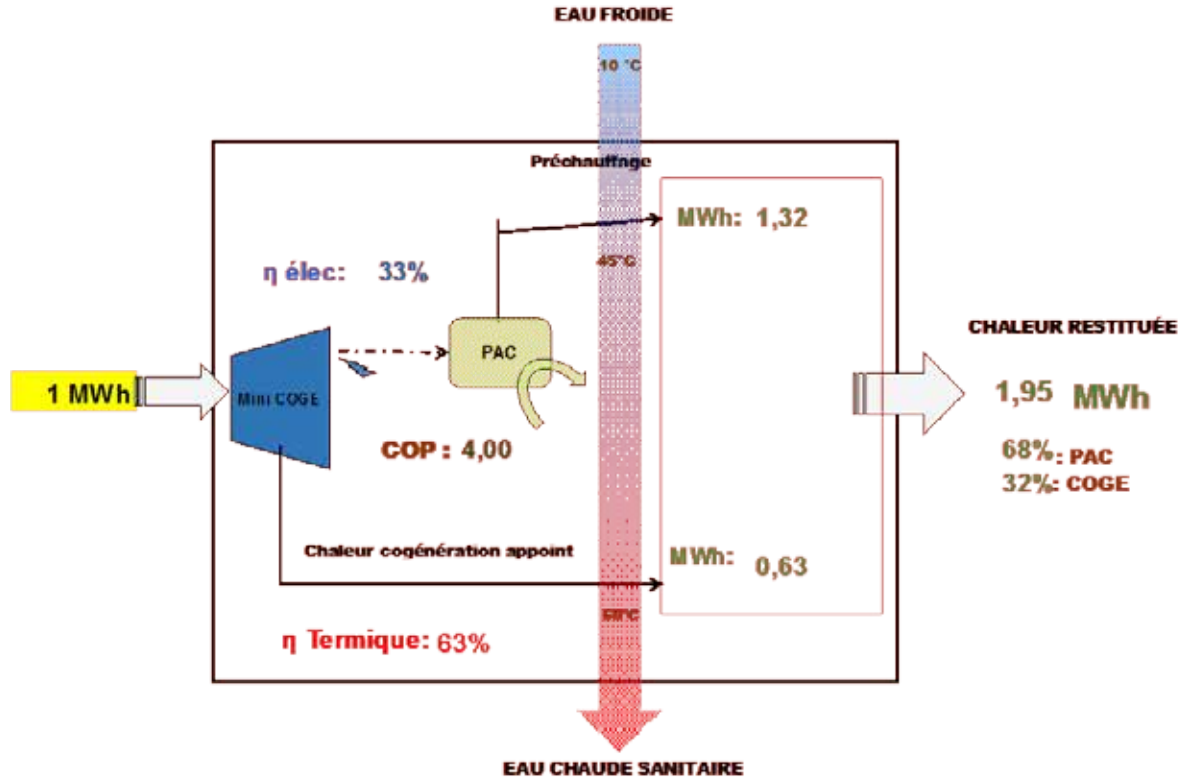 EAU FROIDE
10 °C
Préchauffage
MWh: 1,32
45°C
η élec: 33%
PAC
CHALEUR RESTITUÉE
1 MWh
Mini COGE
1,95 MWh
COP : 4,00
68%: PAC
32%: COGE
Chaleur cogénération appoint
MWh: 0,63
η Termique: 63%
EAU CHAUDE SANITAIRE